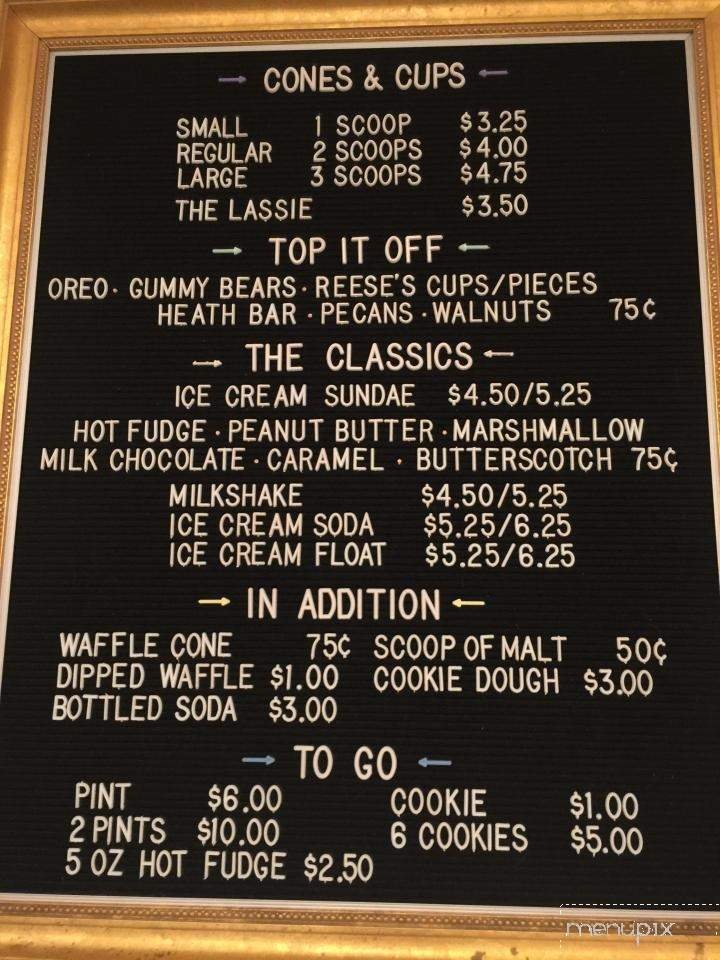 CONES & CUPS
SMALL 1 SCOOP $3.25
REGULAR 2 SCOOPS $4.00
LARGE 3 SCOOPS $4.75
THE LASSIE $3.50
TOP IT OFF
OREO · GUMMY BEARS · REESE'S CUPS/PIECES
HEATH BAR · PECANS · WALNUTS 75¢
THE CLASSICS
ICE CREAM SUNDAE $4.50/5.25
HOT FUDGE · PEANUT BUTTER · MARSHMALLOW
MILK CHOCOLATE · CARAMEL · BUTTERSCOTCH 75¢
MILKSHAKE $4.50/5.25
ICE CREAM SODA $5.25/6.25
ICE CREAM FLOAT $5.25/6.25
IN ADDITION
WAFFLE CONE 75¢ SCOOP OF MALT 50¢
DIPPED WAFFLE $1.00 COOKIE DOUGH $3.00
BOTTLED SODA $3.00
TO GO
PINT $6.00 COOKIE $1.00
2 PINTS $10.00 6 COOKIES $5.00
5 OZ HOT FUDGE $2.50
menupix